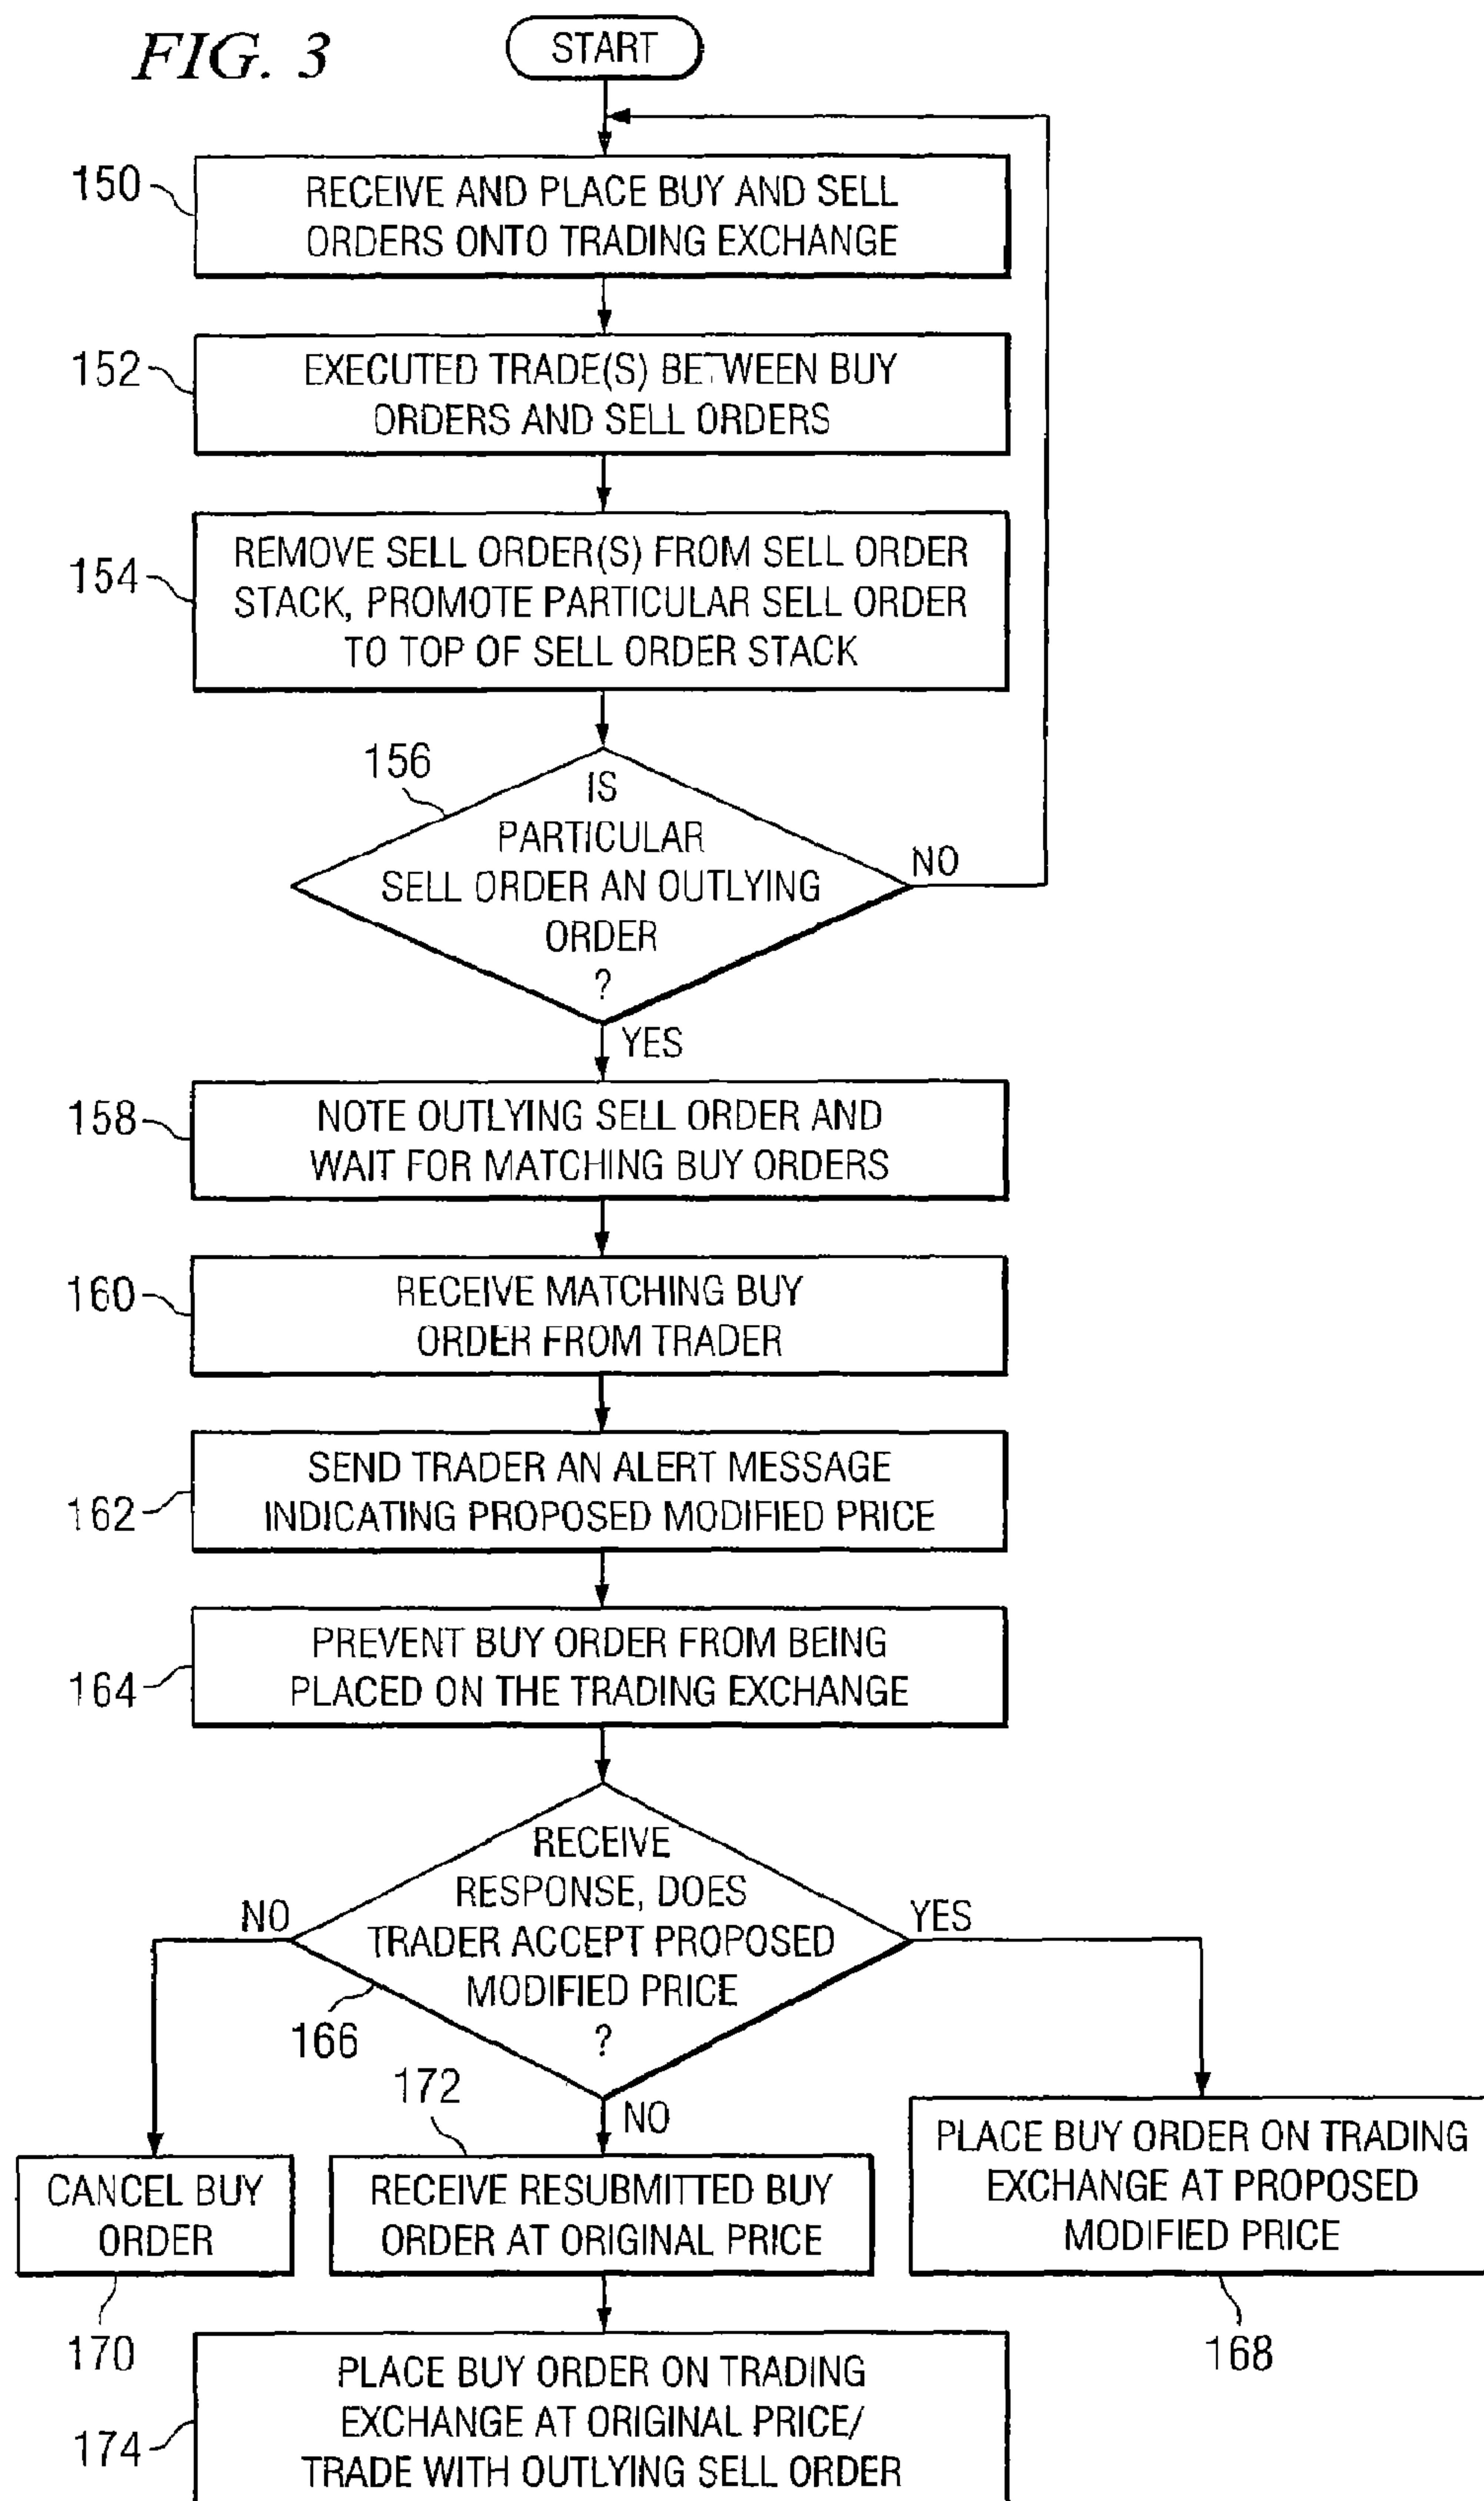 FIG. 3
START
150
RECEIVE AND PLACE BUY AND SELL
ORDERS ONTO TRADING EXCHANGE
152
EXECUTED TRADE(S) BETWEEN BUY
ORDERS AND SELL ORDERS
154
REMOVE SELL ORDER(S) FROM SELL ORDER
STACK, PROMOTE PARTICULAR SELL ORDER
TO TOP OF SELL ORDER STACK
156
IS
PARTICULAR
SELL ORDER AN OUTLYING
ORDER
?
NO
YES
158
NOTE OUTLYING SELL ORDER AND
WAIT FOR MATCHING BUY ORDERS
160
RECEIVE MATCHING BUY
ORDER FROM TRADER
162
SEND TRADER AN ALERT MESSAGE
INDICATING PROPOSED MODIFIED PRICE
164
PREVENT BUY ORDER FROM BEING
PLACED ON THE TRADING EXCHANGE
RECEIVE
RESPONSE, DOES
TRADER ACCEPT PROPOSED
MODIFIED PRICE
?
166
NO
YES
NO
172
CANCEL BUY
ORDER
170
RECEIVE RESUBMITTED BUY
ORDER AT ORIGINAL PRICE
PLACE BUY ORDER ON TRADING
EXCHANGE AT PROPOSED
MODIFIED PRICE
168
174
PLACE BUY ORDER ON TRADING
EXCHANGE AT ORIGINAL PRICE/
TRADE WITH OUTLYING SELL ORDER